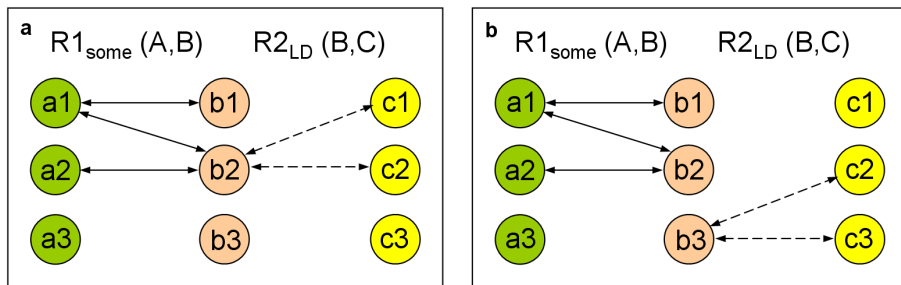 a
R1some (A,B) R2LD (B,C)
a1 b1 c1
a2 b2 c2
a3 b3 c3
b
R1some (A,B) R2LD (B,C)
a1 b1 c1
a2 b2 c2
a3 b3 c3